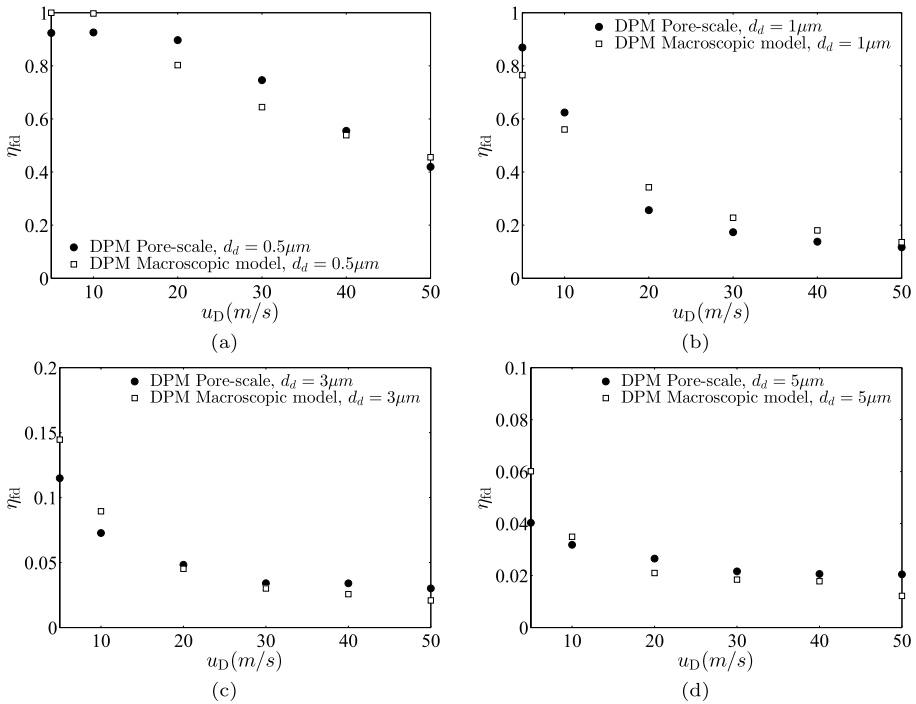 1
0.8
0.6
0.4
0.2
0
η_fd
DPM Pore-scale, d_d = 0.5μm
DPM Macroscopic model, d_d = 0.5μm
10 20 30 40 50
u_D(m/s)
(a)
1
0.8
0.6
0.4
0.2
0
η_fd
DPM Pore-scale, d_d = 1μm
DPM Macroscopic model, d_d = 1μm
10 20 30 40 50
u_D(m/s)
(b)
0.2
0.15
0.1
0.05
0
η_fd
DPM Pore-scale, d_d = 3μm
DPM Macroscopic model, d_d = 3μm
10 20 30 40 50
u_D(m/s)
(c)
0.1
0.08
0.06
0.04
0.02
0
η_fd
DPM Pore-scale, d_d = 5μm
DPM Macroscopic model, d_d = 5μm
10 20 30 40 50
u_D(m/s)
(d)